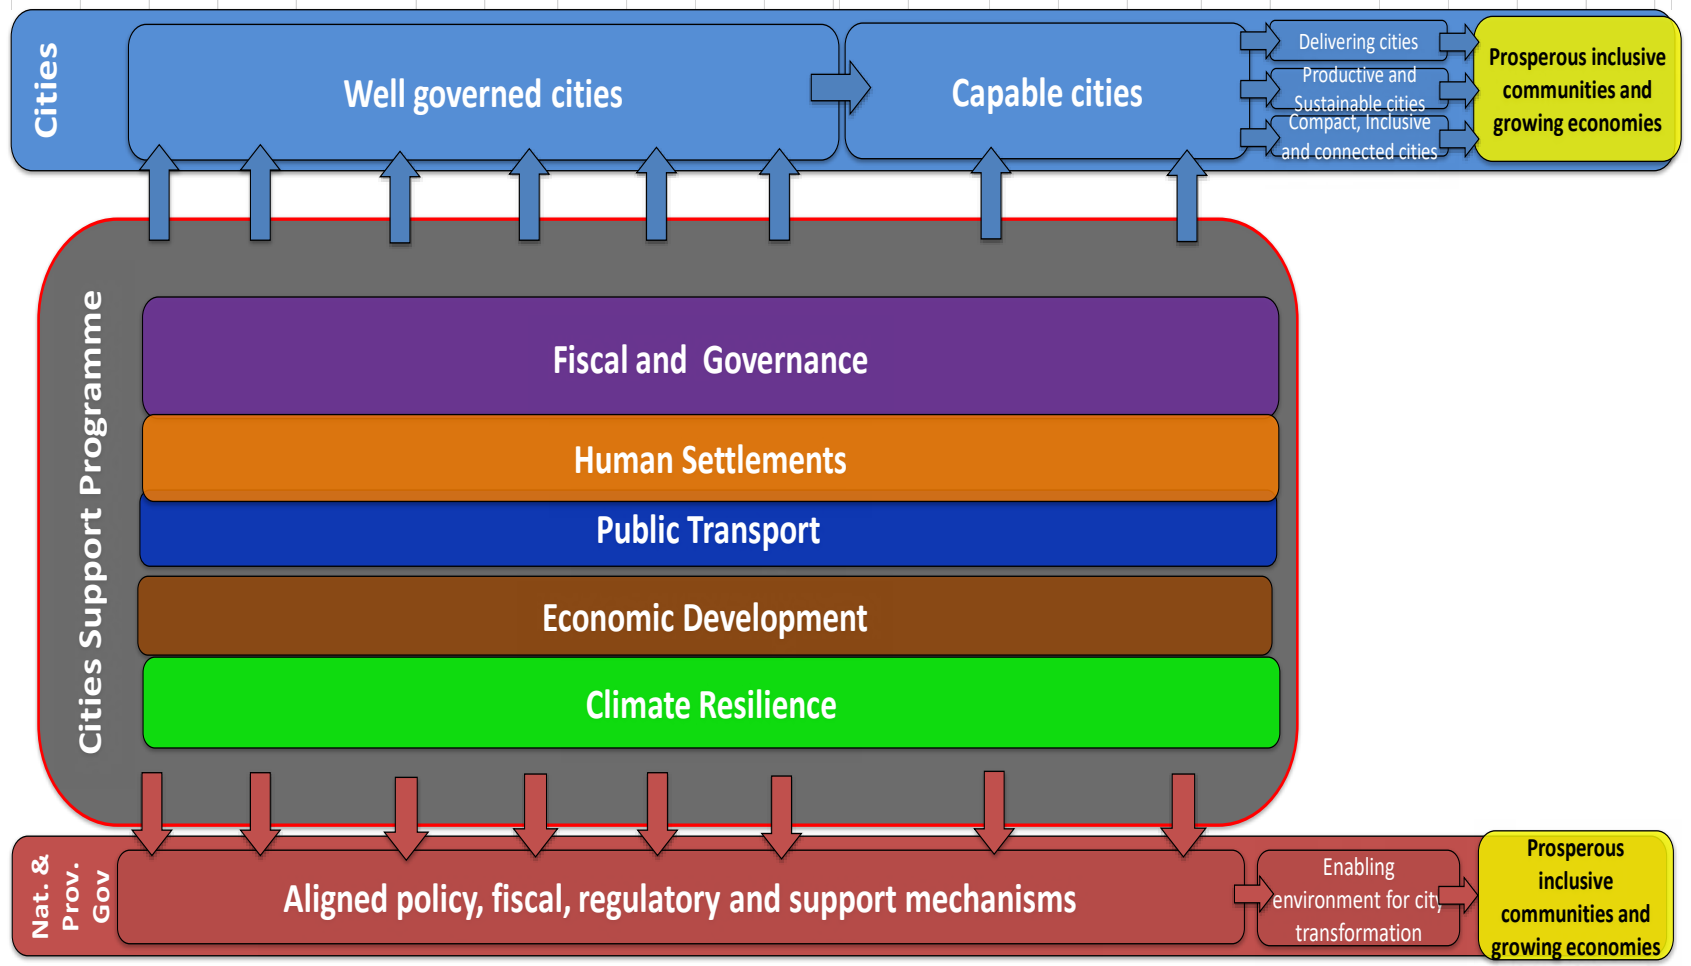 Cities
Well governed cities
Capable cities
Delivering cities
Productive and
Sustainable cities
Compact, Inclusive
and connected cities
Prosperous inclusive
communities and
growing economies
Cities Support Programme
Fiscal and  Governance
Human Settlements
Public Transport
Economic Development
Climate Resilience
Nat. &
Prov.
Gov
Aligned policy, fiscal, regulatory and support mechanisms
Enabling
environment for city
transformation
Prosperous
inclusive
communities and
growing economies